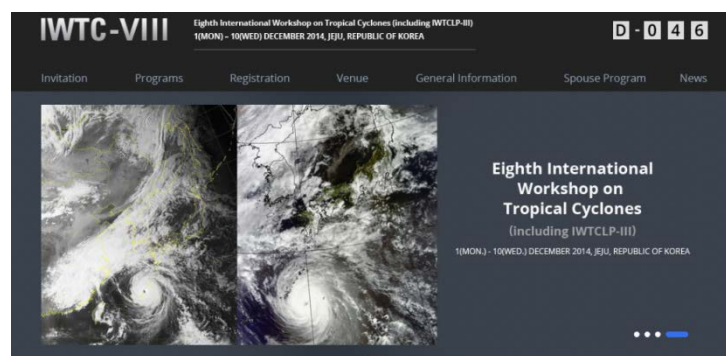 IWTC-VIII
Eighth International Workshop on Tropical Cyclones (including IWTCLP-III)
1(MON) – 10(WED) DECEMBER 2014, JEJU, REPUBLIC OF KOREA
D - 0 4 6
Invitation Programs Registration Venue General Information Spouse Program News
Eighth International
Workshop on
Tropical Cyclones
(including IWTCLP-III)
1(MON.) - 10(WED.) DECEMBER 2014, JEJU, REPUBLIC OF KOREA